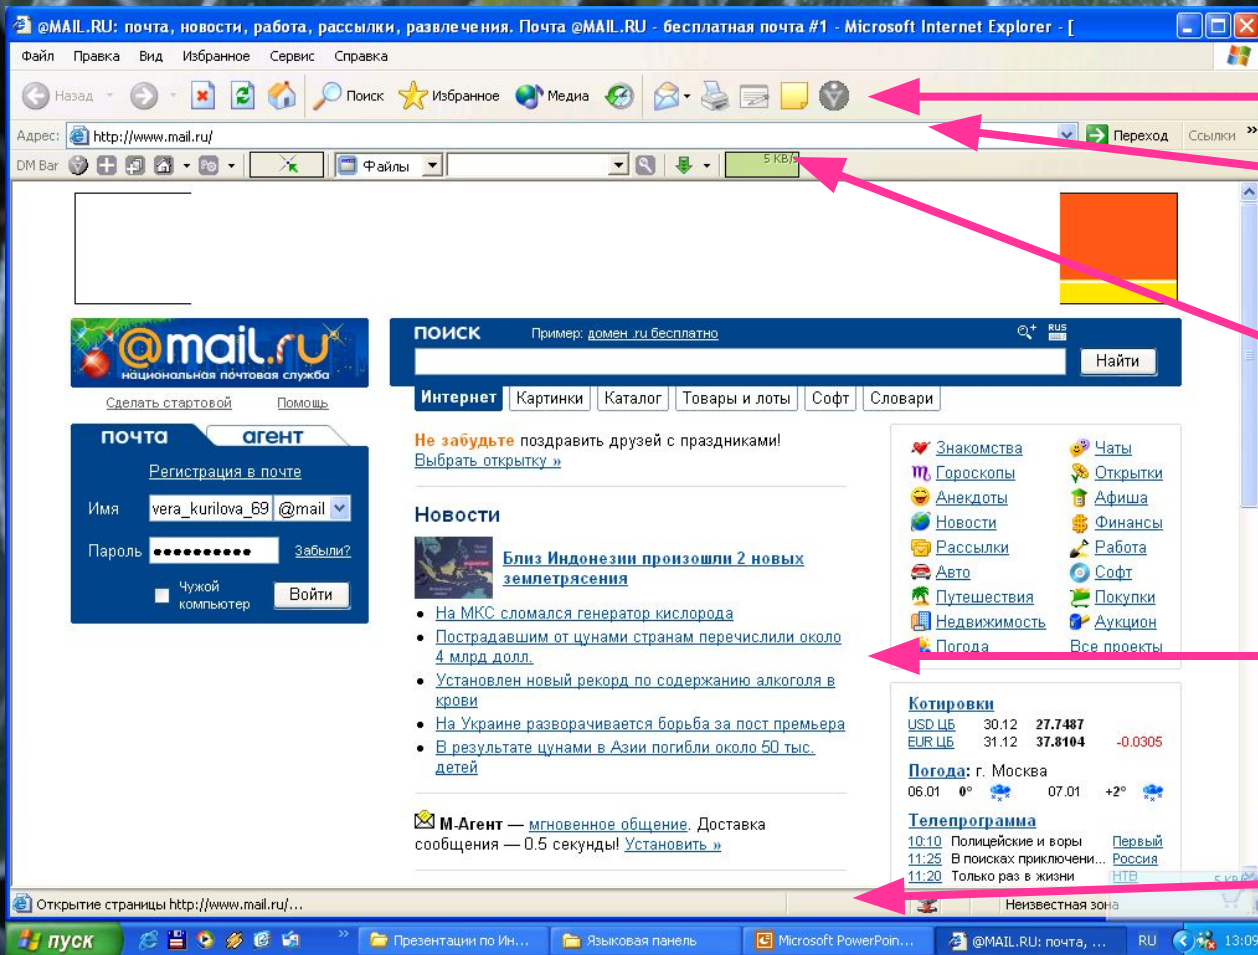 @MAIL.RU: почта, новости, работа, рассылки, развлечения. Почта @MAIL.RU - бесплатная почта #1 - Microsoft Internet Explorer - [
Файл Правка Вид Избранное Сервис Справка
Назад Поиск Избранное Медиа
Адрес: http://www.mail.ru/ Переход Ссылки »
DM Bar Файлы 5 KB/s
@mail.ru
национальная почтовая служба
Сделать стартовой Помощь
почта агент
Регистрация в почте
Имя vera_kurilova_69 @mail
Пароль ●●●●●●●●●● Забыли?
Чужой
компьютер
Войти
поиск Пример: домен .ru бесплатно RUS
Найти
Интернет Картинки Каталог Товары и лоты Софт Словари
Не забудьте поздравить друзей с праздниками!
Выбрать открытку »
Новости
Близ Индонезии произошли 2 новых
землетрясения
• На МКС сломался генератор кислорода
• Пострадавшим от цунами странам перечислили около
4 млрд долл.
• Установлен новый рекорд по содержанию алкоголя в
крови
• На Украине разворачивается борьба за пост премьера
• В результате цунами в Азии погибли около 50 тыс.
детей
М-Агент — мгновенное общение. Доставка
сообщения — 0.5 секунды! Установить »
Знакомства Чаты
Гороскопы Открытки
Анекдоты Афиша
Новости Финансы
Рассылки Работа
Авто Софт
Путешествия Покупки
Недвижимость Аукцион
Погода Все проекты
Котировки
USD ЦБ 30.12 27.7487
EUR ЦБ 31.12 37.8104 -0.0305
Погода: г. Москва
06.01 0° 07.01 +2°
Телепрограмма
10:10 Полицейские и воры Первый
11:25 В поисках приключени... Россия
11:20 Только раз в жизни НТВ
Открытие страницы http://www.mail.ru/... Неизвестная зона
пуск » Презентации по Ин... Языковая панель Microsoft PowerPoin... @MAIL.RU: почта, ... RU 13:09